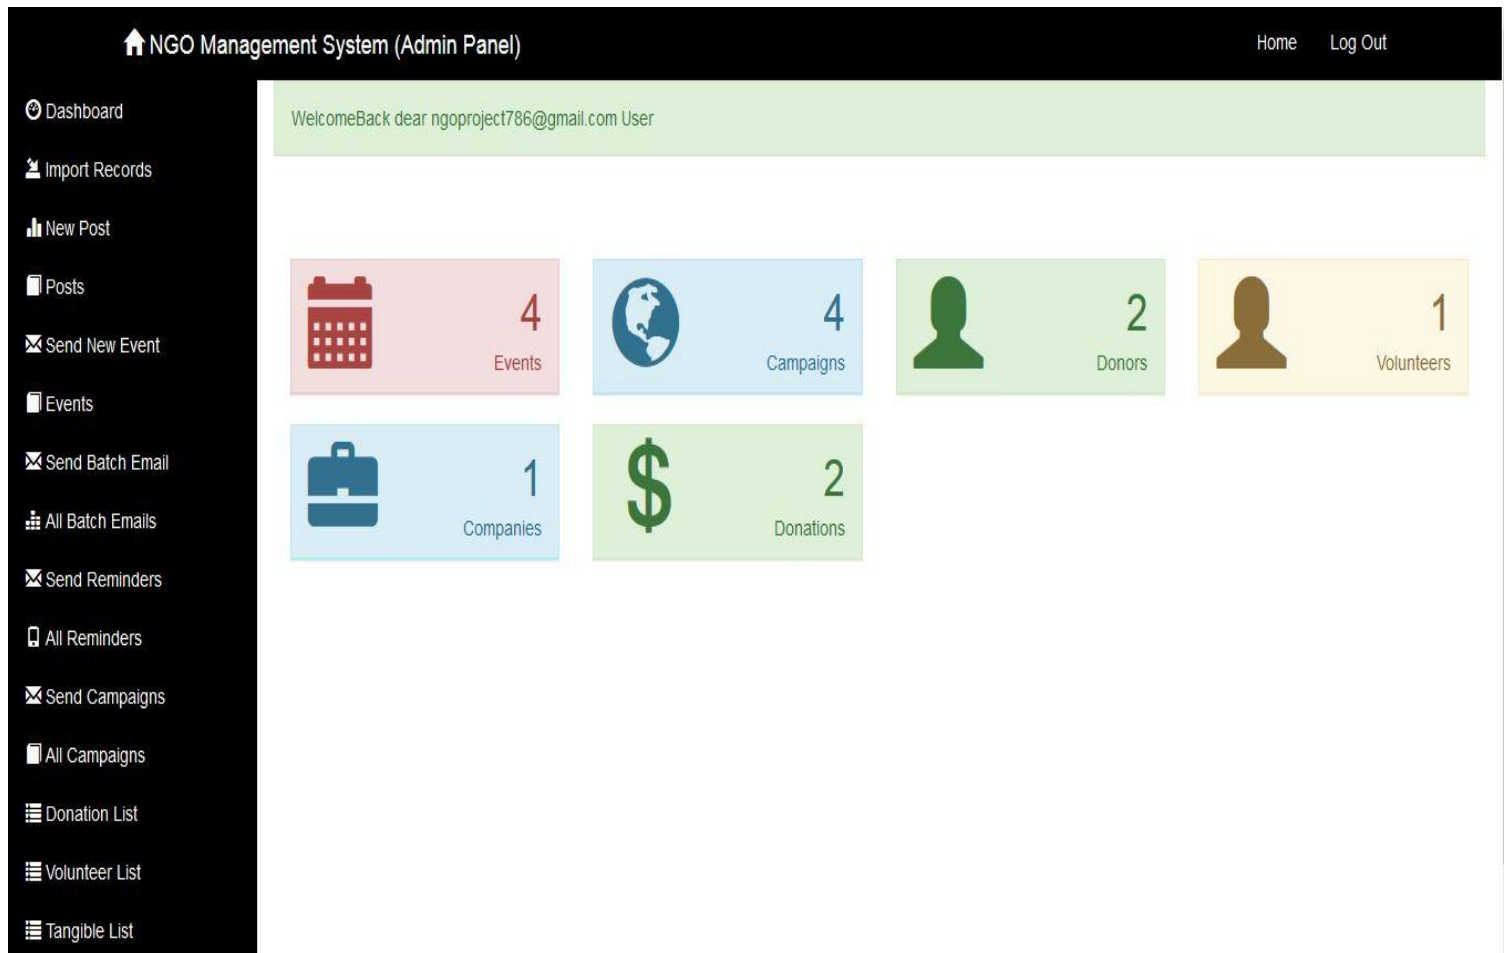 NGO Management System (Admin Panel)
Home
Log Out
Dashboard
Import Records
New Post
Posts
Send New Event
Events
Send Batch Email
All Batch Emails
Send Reminders
All Reminders
Send Campaigns
All Campaigns
Donation List
Volunteer List
Tangible List
WelcomeBack dear ngoproject786@gmail.com User
4
Events
4
Campaigns
2
Donors
1
Volunteers
1
Companies
$
2
Donations